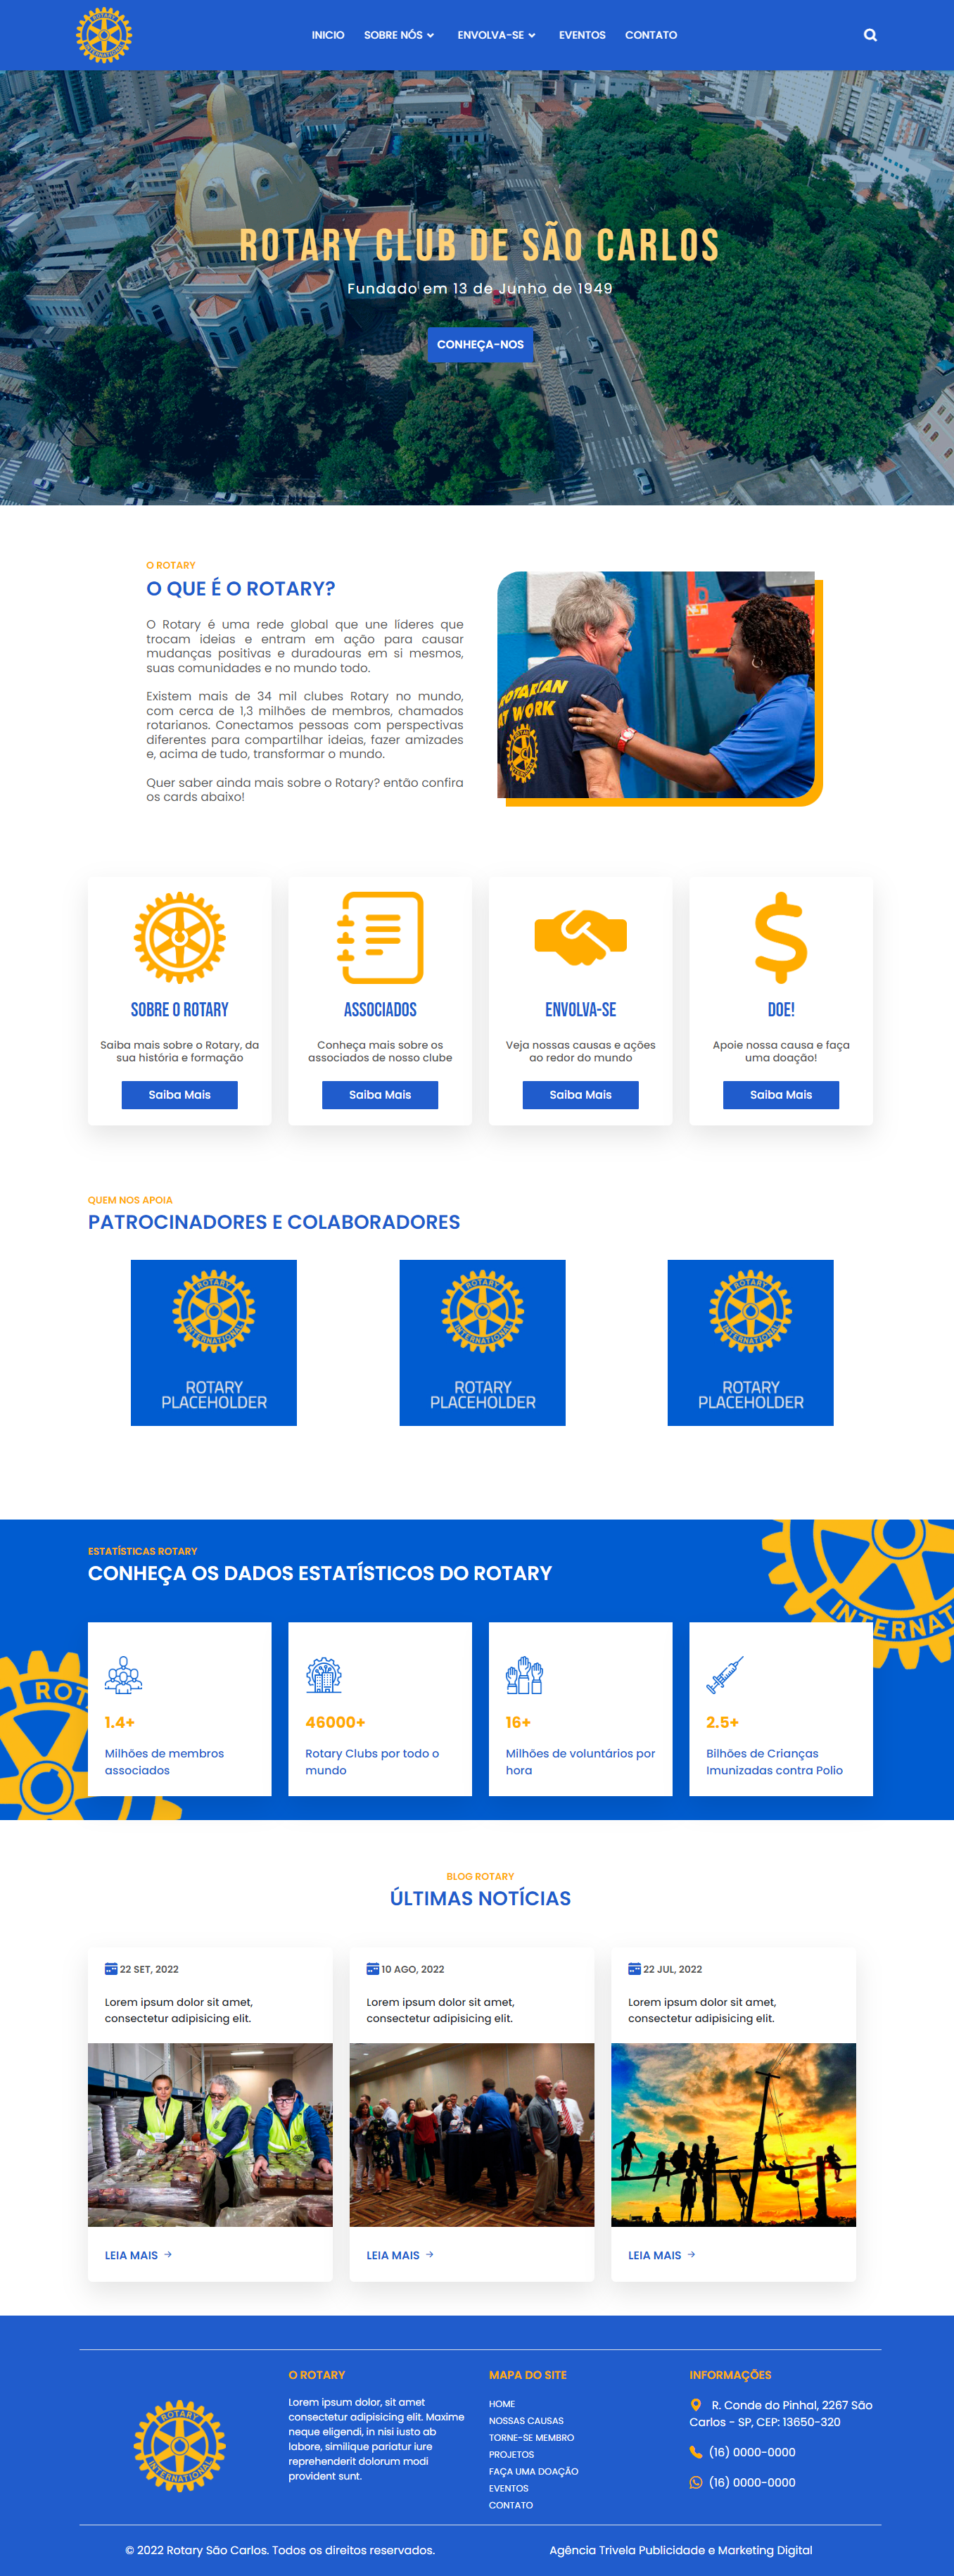 INICIO
SOBRE NÓS
ENVOLVA-SE
EVENTOS
CONTATO
ROTARY CLUB DE SÃO CARLOS
Fundado em 13 de Junho de 1949
CONHEÇA-NOS
O ROTARY
O QUE É O ROTARY?
O Rotary é uma rede global que une líderes que
trocam ideias e entram em ação para causar
mudanças positivas e duradouras em si mesmos,
suas comunidades e no mundo todo.
Existem mais de 34 mil clubes Rotary no mundo,
com cerca de 1,3 milhões de membros, chamados
rotarianos. Conectamos pessoas com perspectivas
diferentes para compartilhar ideias, fazer amizades
e, acima de tudo, transformar o mundo.
Quer saber ainda mais sobre o Rotary? então confira
os cards abaixo!
AT WORK
SOBRE O ROTARY
Saiba mais sobre o Rotary, da
sua história e formação
Saiba Mais
ASSOCIADOS
Conheça mais sobre os
associados de nosso clube
Saiba Mais
ENVOLVA-SE
Veja nossas causas e ações
ao redor do mundo
Saiba Mais
DOE!
Apoie nossa causa e faça
uma doação!
Saiba Mais
QUEM NOS APOIA
PATROCINADORES E COLABORADORES
ROTARY
INTERNATIONAL
ROTARY
PLACEHOLDER
ROTARY
INTERNATIONAL
ROTARY
PLACEHOLDER
ROTARY
INTERNATIONAL
ROTARY
PLACEHOLDER
ESTATÍSTICAS ROTARY
CONHEÇA OS DADOS ESTATÍSTICOS DO ROTARY
1.4+
Milhões de membros
associados
46000+
Rotary Clubs por todo o
mundo
16+
Milhões de voluntários por
hora
2.5+
Bilhões de Crianças
Imunizadas contra Polio
BLOG ROTARY
ÚLTIMAS NOTÍCIAS
22 SET, 2022
Lorem ipsum dolor sit amet,
consectetur adipisicing elit.
LEIA MAIS
10 AGO, 2022
Lorem ipsum dolor sit amet,
consectetur adipisicing elit.
LEIA MAIS
22 JUL, 2022
Lorem ipsum dolor sit amet,
consectetur adipisicing elit.
LEIA MAIS
ROTARY
INTERNATIONAL
O ROTARY
Lorem ipsum dolor, sit amet
consectetur adipisicing elit. Maxime
neque eligendi, in nisi iusto ab
labore, similique pariatur iure
reprehenderit dolorum modi
provident sunt.
MAPA DO SITE
HOME
NOSSAS CAUSAS
TORNE-SE MEMBRO
PROJETOS
FAÇA UMA DOAÇÃO
EVENTOS
CONTATO
INFORMAÇÕES
R. Conde do Pinhal, 2267 São
Carlos - SP, CEP: 13650-320
(16) 0000-0000
(16) 0000-0000
© 2022 Rotary São Carlos. Todos os direitos reservados.
Agência Trivela Publicidade e Marketing Digital